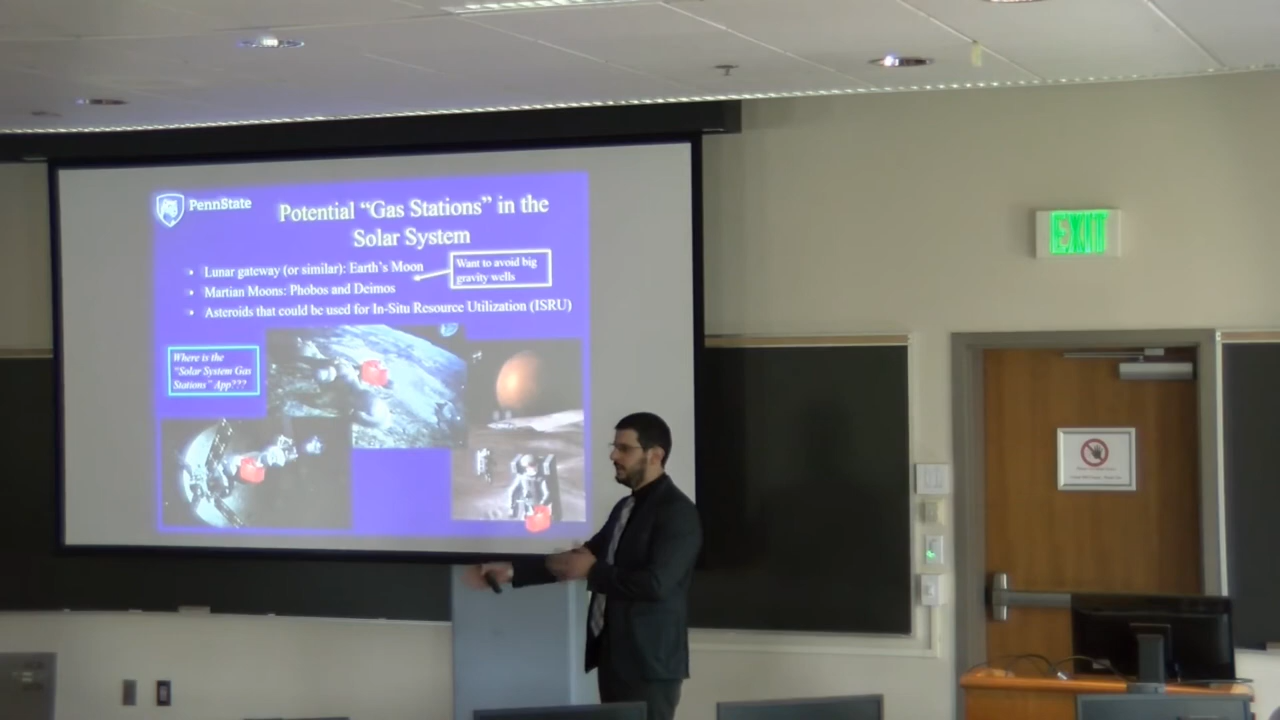 PennState
Potential “Gas Stations” in the
Solar System
• Lunar gateway (or similar): Earth’s Moon
Want to avoid big
gravity wells
• Martian Moons: Phobos and Deimos
• Asteroids that could be used for In-Situ Resource Utilization (ISRU)
Where is the
"Solar System Gas
Stations" App???
EXIT